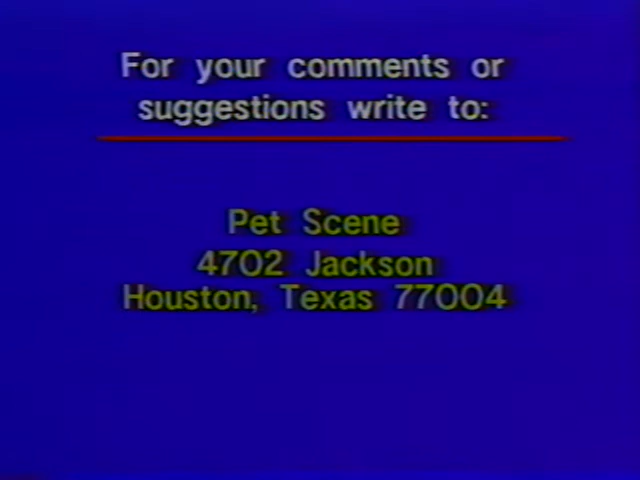 For your comments or
suggestions write to:
Pet Scene
4702 Jackson
Houston, Texas 77004